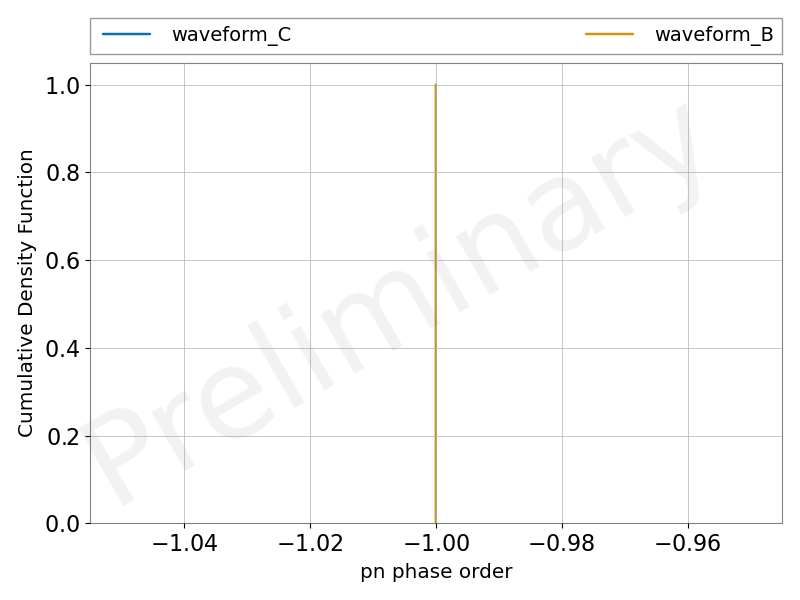 waveform_C waveform_B
Cumulative Density Function
1.0
0.8
0.6
0.4
0.2
0.0
−1.04 −1.02 −1.00 −0.98 −0.96
pn phase order
Preliminary